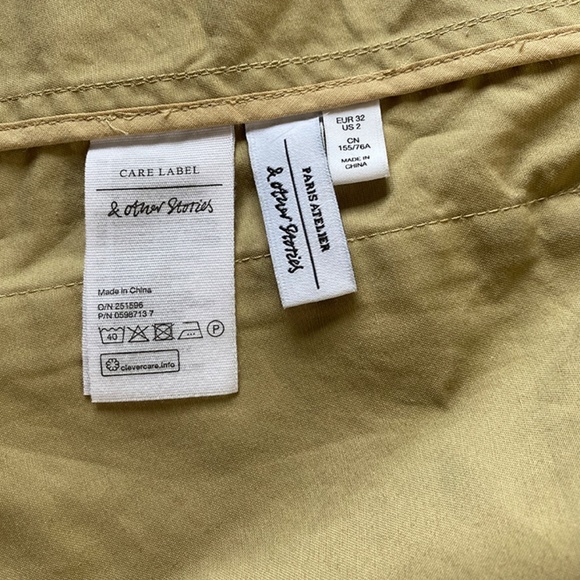 CARE LABEL
& other Stories
Made in China
O/N 251596
P/N 0598713 7
40
P
clevercare.info
PARIS ATELIER
& other Stories
EUR 32
US 2
CN
155/76A
MADE IN
CHINA